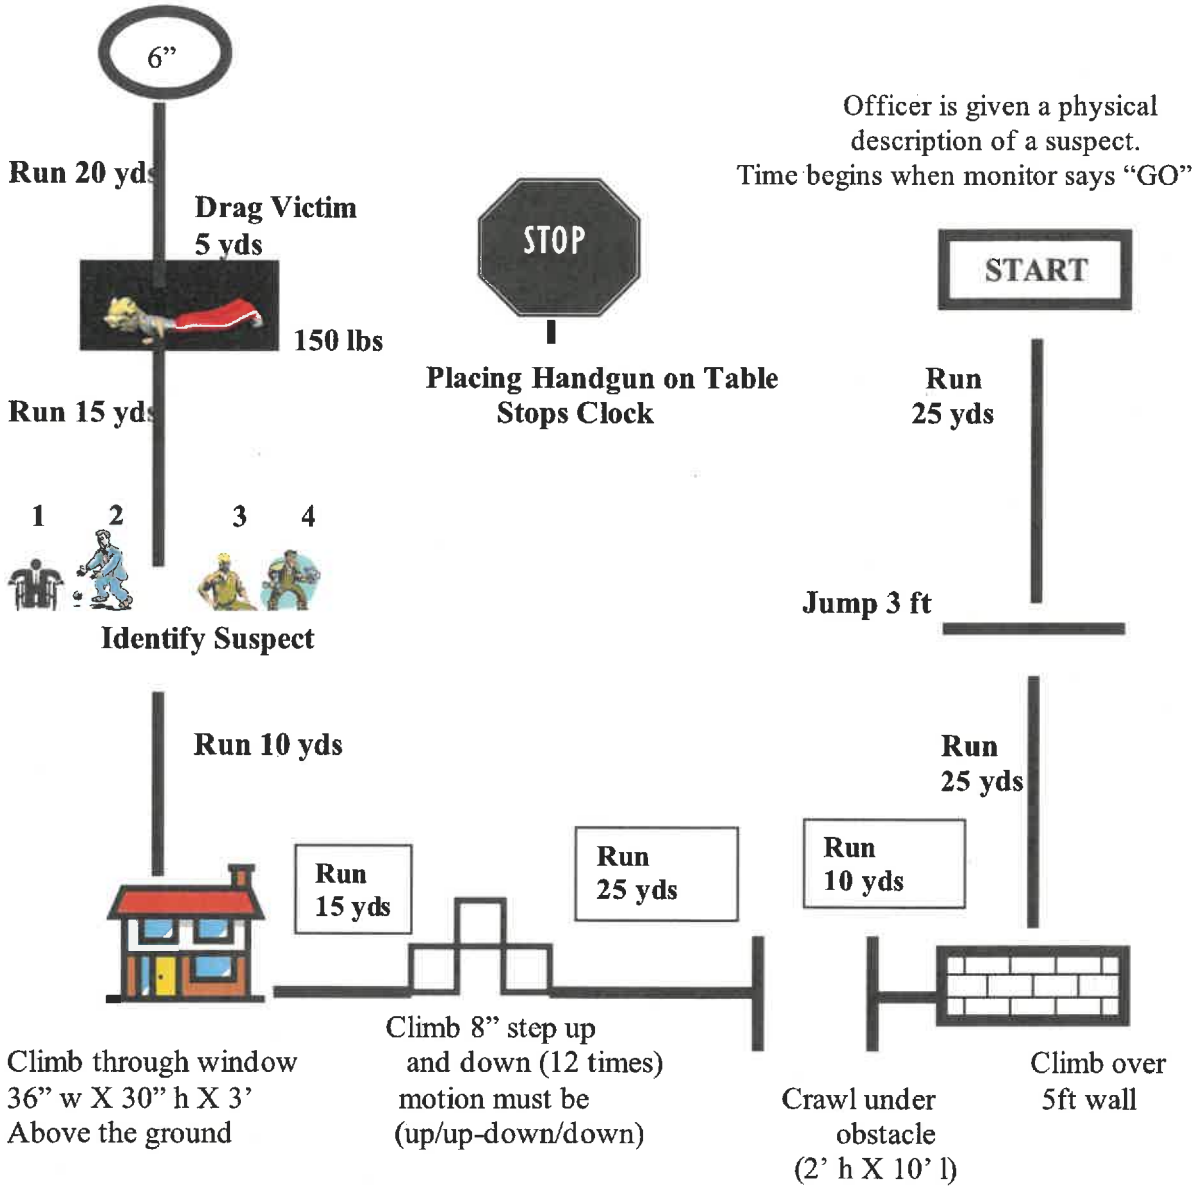 6”
Officer is given a physical
description of a suspect.
Time begins when monitor says “GO”
Run 20 yds
Drag Victim
5 yds
STOP
START
150 lbs
Placing Handgun on Table
Stops Clock
Run
25 yds
Run 15 yds
1 2 3 4
Identify Suspect
Jump 3 ft
Run 10 yds
Run
25 yds
Run
15 yds
Run
25 yds
Run
10 yds
Climb through window
36” w X 30” h X 3’
Above the ground
Climb 8” step up
and down (12 times)
motion must be
(up/up-down/down)
Crawl under
obstacle
(2’ h X 10’ l)
Climb over
5ft wall